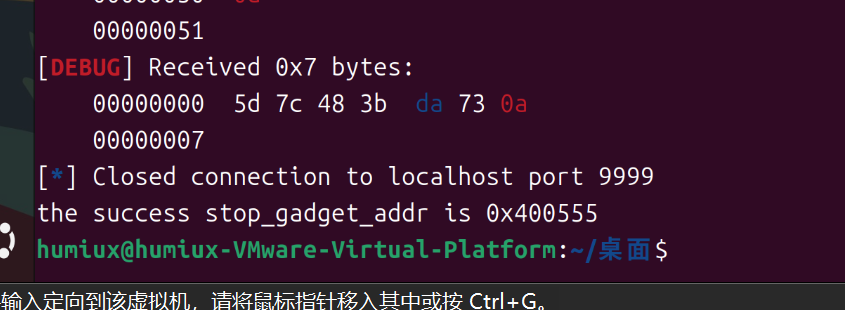 00000051
[DEBUG] Received 0x7 bytes:
00000000  5d 7c 48 3b  da 73 0a
00000007
[*] Closed connection to localhost port 9999
the success stop_gadget_addr is 0x400555
humiux@humiux-VMware-Virtual-Platform:~/桌面$
输入定向到该虚拟机，请将鼠标指针移入其中或按 Ctrl+G。